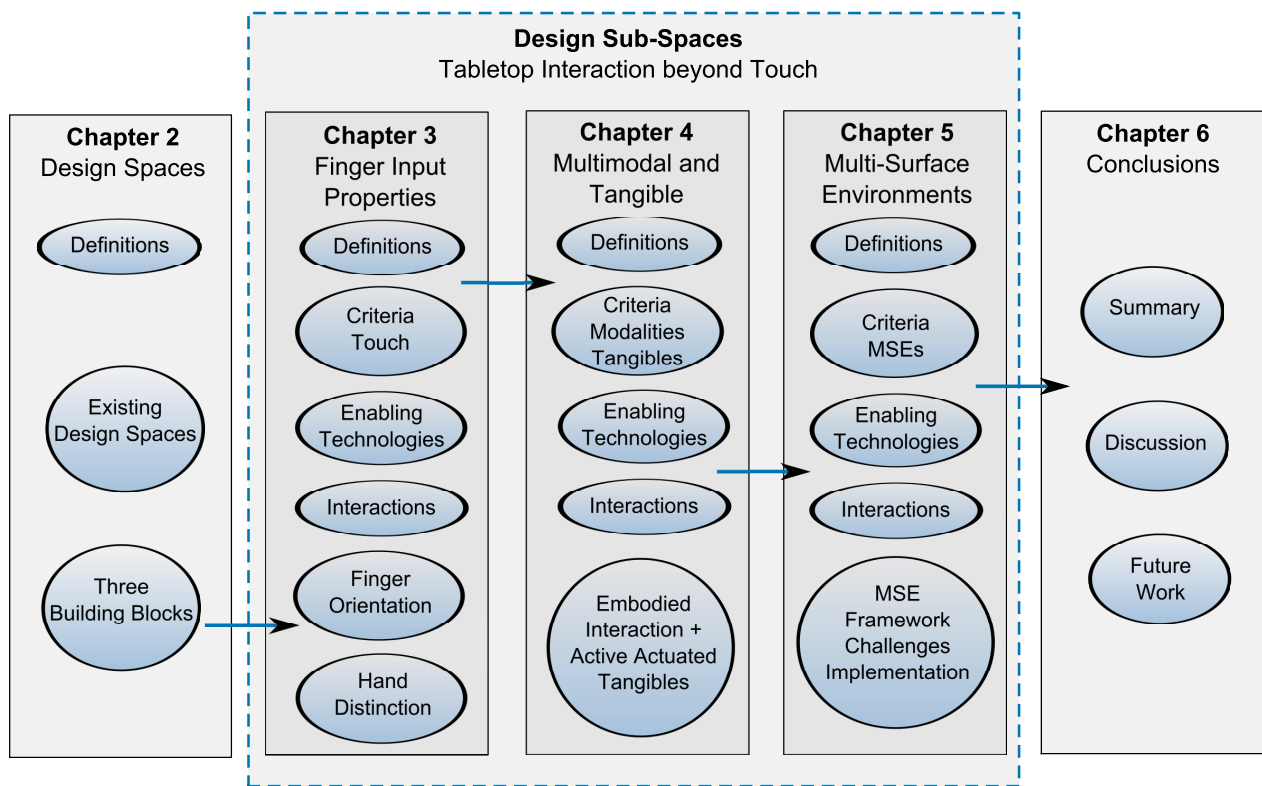 Design Sub-Spaces
Tabletop Interaction beyond Touch
Chapter 2
Design Spaces
Definitions
Existing
Design Spaces
Three
Building Blocks
Chapter 3
Finger Input
Properties
Definitions
Criteria
Touch
Enabling
Technologies
Interactions
Finger
Orientation
Hand
Distinction
Chapter 4
Multimodal and
Tangible
Definitions
Criteria
Modalities
Tangibles
Enabling
Technologies
Interactions
Embodied
Interaction +
Active Actuated
Tangibles
Chapter 5
Multi-Surface
Environments
Definitions
Criteria
MSEs
Enabling
Technologies
Interactions
MSE
Framework
Challenges
Implementation
Chapter 6
Conclusions
Summary
Discussion
Future
Work